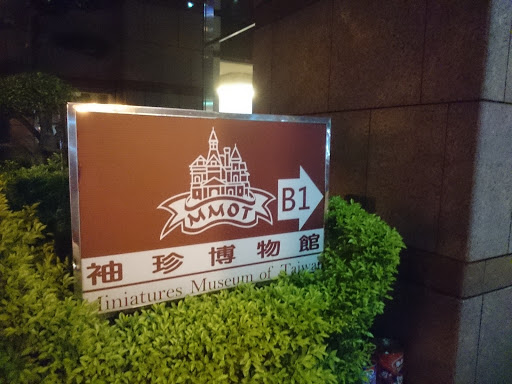 MMOT
B1
袖珍博物館
Miniatures Museum of Taiwan